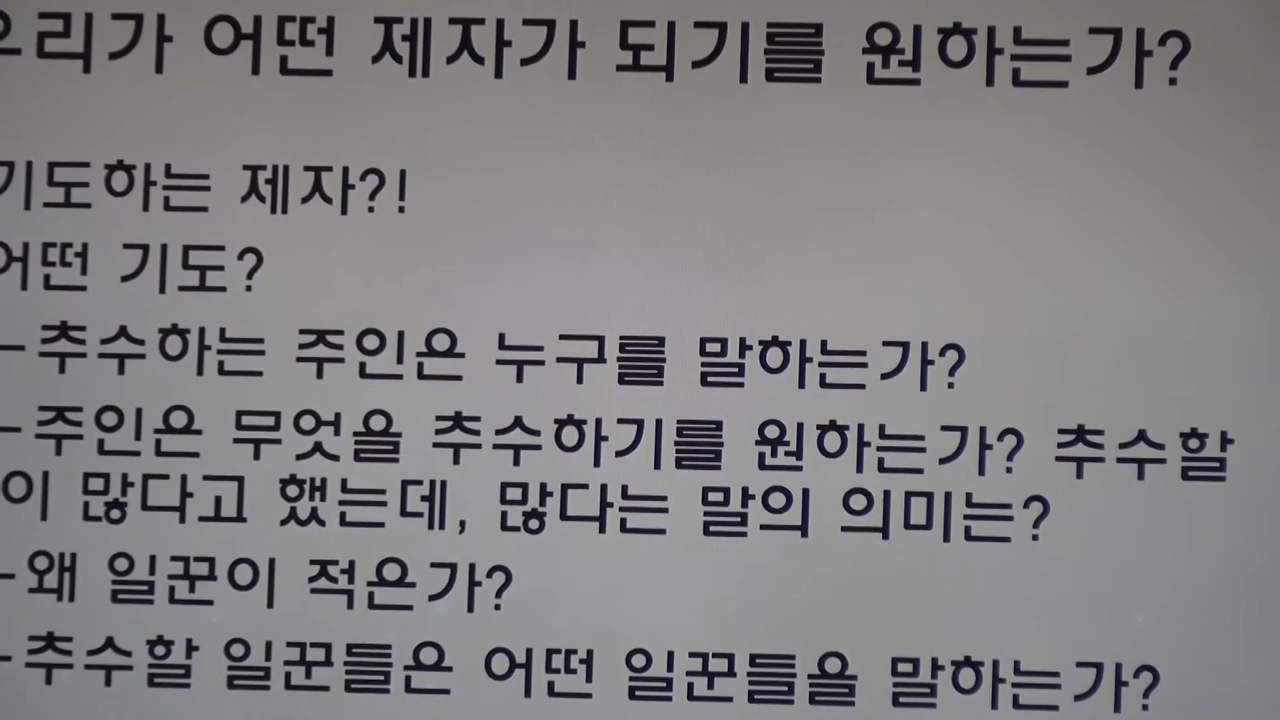 우리가 어떤 제자가 되기를 원하는가?
기도하는 제자?!
어떤 기도?
-추수하는 주인은 누구를 말하는가?
-주인은 무엇을 추수하기를 원하는가? 추수할
이 많다고 했는데, 많다는 말의 의미는?
-왜 일꾼이 적은가?
-추수할 일꾼들은 어떤 일꾼들을 말하는가?